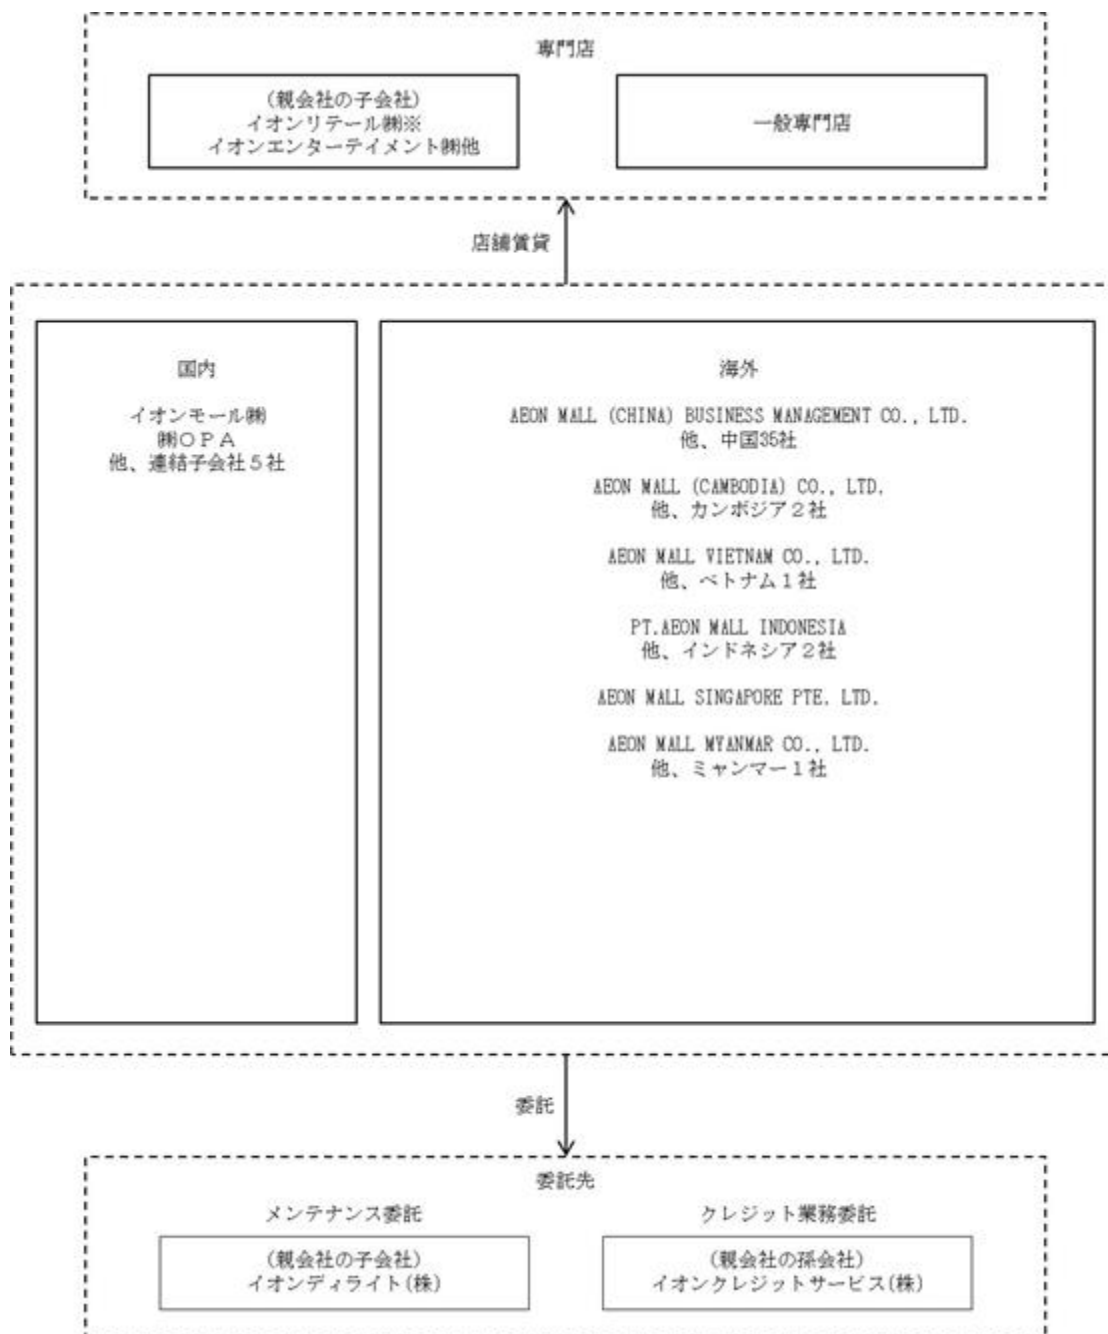 専門店
(親会社の子会社)
イオンリテール㈱※
イオンエンターテイメント㈱他
一般専門店
店舗賃貸
国内
イオンモール㈱
㈱ＯＰＡ
他、連結子会社５社
海外
AEON MALL (CHINA) BUSINESS MANAGEMENT CO., LTD.
他、中国35社
AEON MALL (CAMBODIA) CO., LTD.
他、カンボジア２社
AEON MALL VIETNAM CO., LTD.
他、ベトナム１社
PT.AEON MALL INDONESIA
他、インドネシア２社
AEON MALL SINGAPORE PTE. LTD.
AEON MALL MYANMAR CO., LTD.
他、ミャンマー１社
委託
委託先
メンテナンス委託
(親会社の子会社)
イオンディライト(株)
クレジット業務委託
(親会社の孫会社)
イオンクレジットサービス(株)